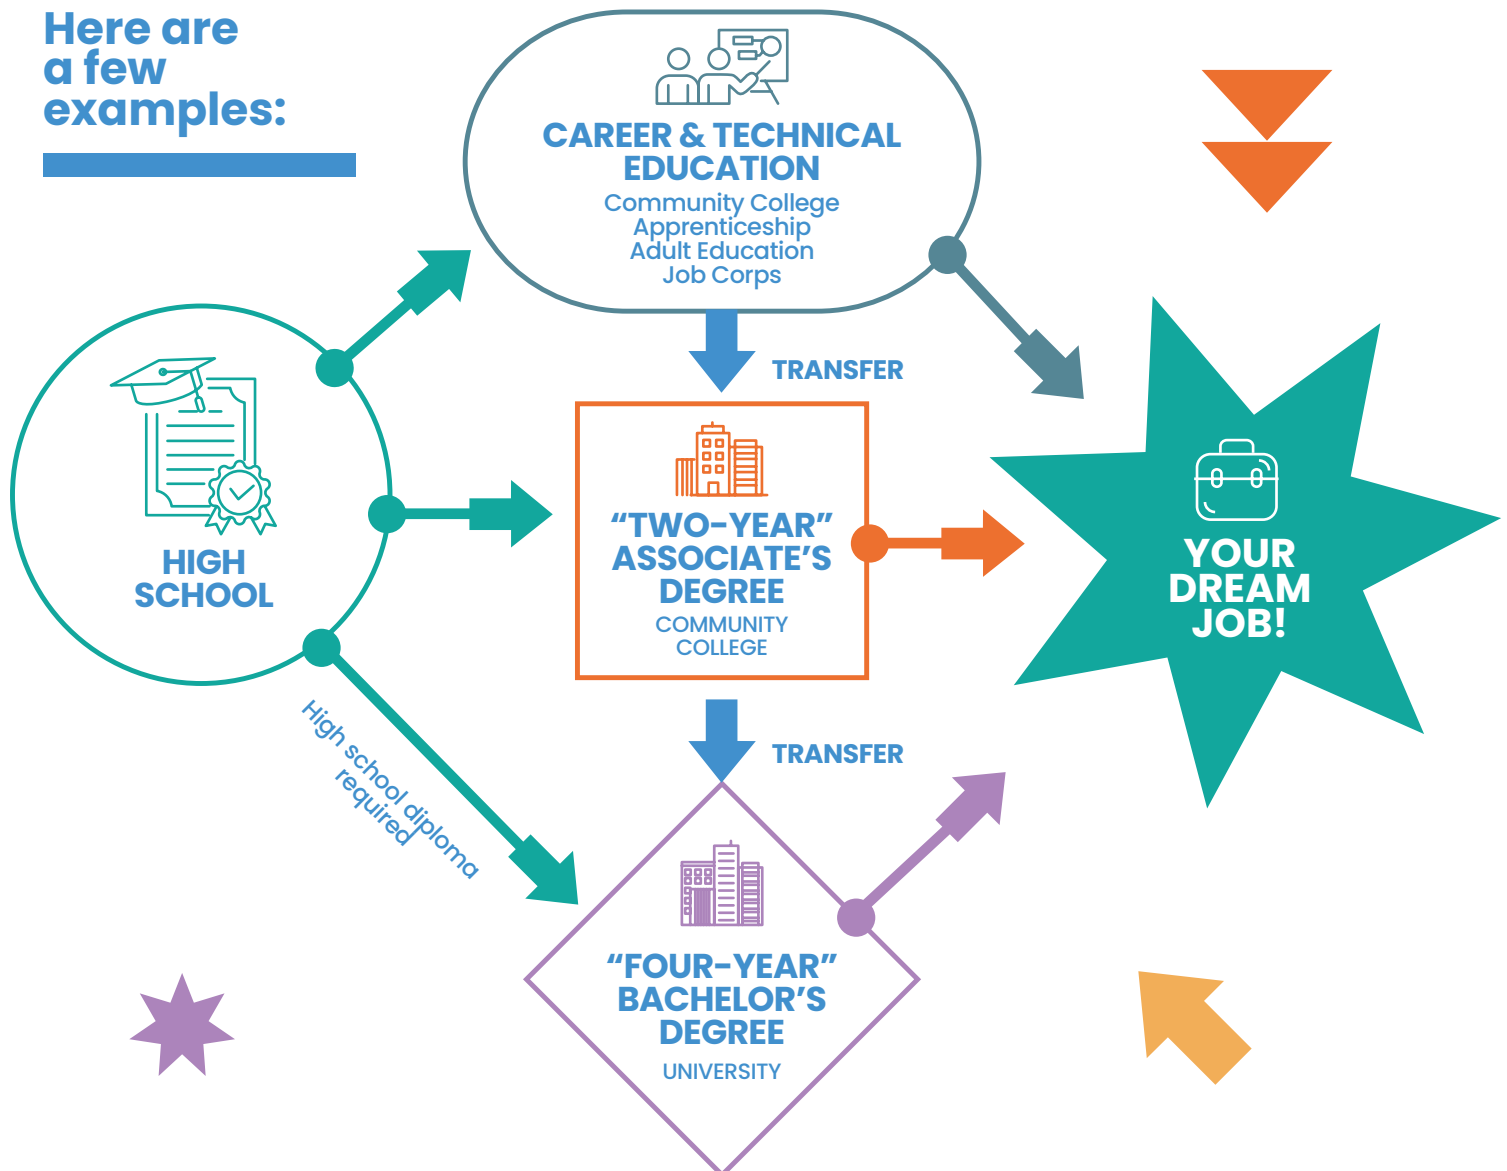 Here are
a few
examples:
CAREER & TECHNICAL
EDUCATION
Community College
Apprenticeship
Adult Education
Job Corps
TRANSFER
HIGH
SCHOOL
“TWO-YEAR”
ASSOCIATE’S
DEGREE
COMMUNITY
COLLEGE
YOUR
DREAM
JOB!
High school diploma
required
TRANSFER
“FOUR-YEAR”
BACHELOR’S
DEGREE
UNIVERSITY